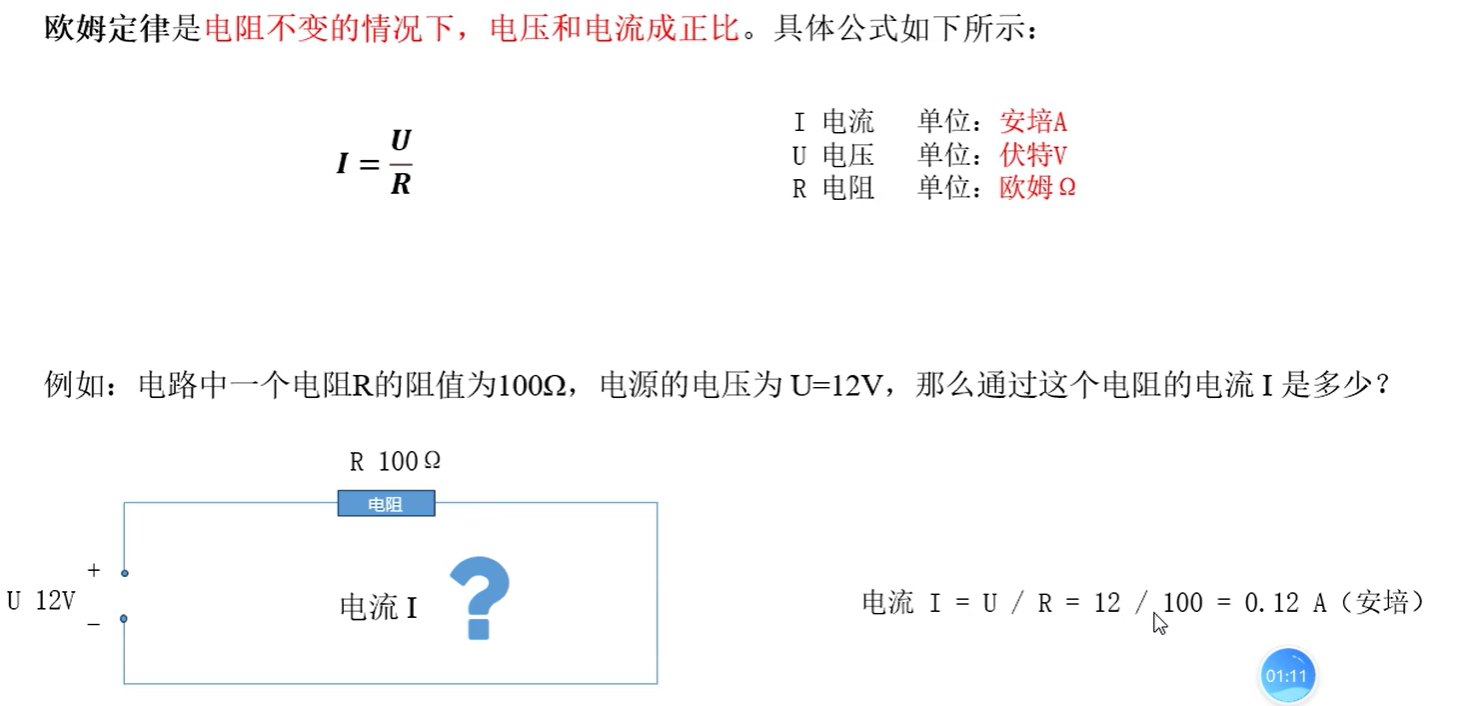 欧姆定律是电阻不变的情况下，电压和电流成正比。具体公式如下所示：
I = U/R
I 电流 单位：安培A
U 电压 单位：伏特V
R 电阻 单位：欧姆Ω
例如：电路中一个电阻R的阻值为100Ω，电源的电压为 U=12V，那么通过这个电阻的电流 I 是多少？
R 100Ω
电阻
+
U 12V
−
电流 I
?
电流 I = U / R = 12 / 100 = 0.12 A（安培）
01:11